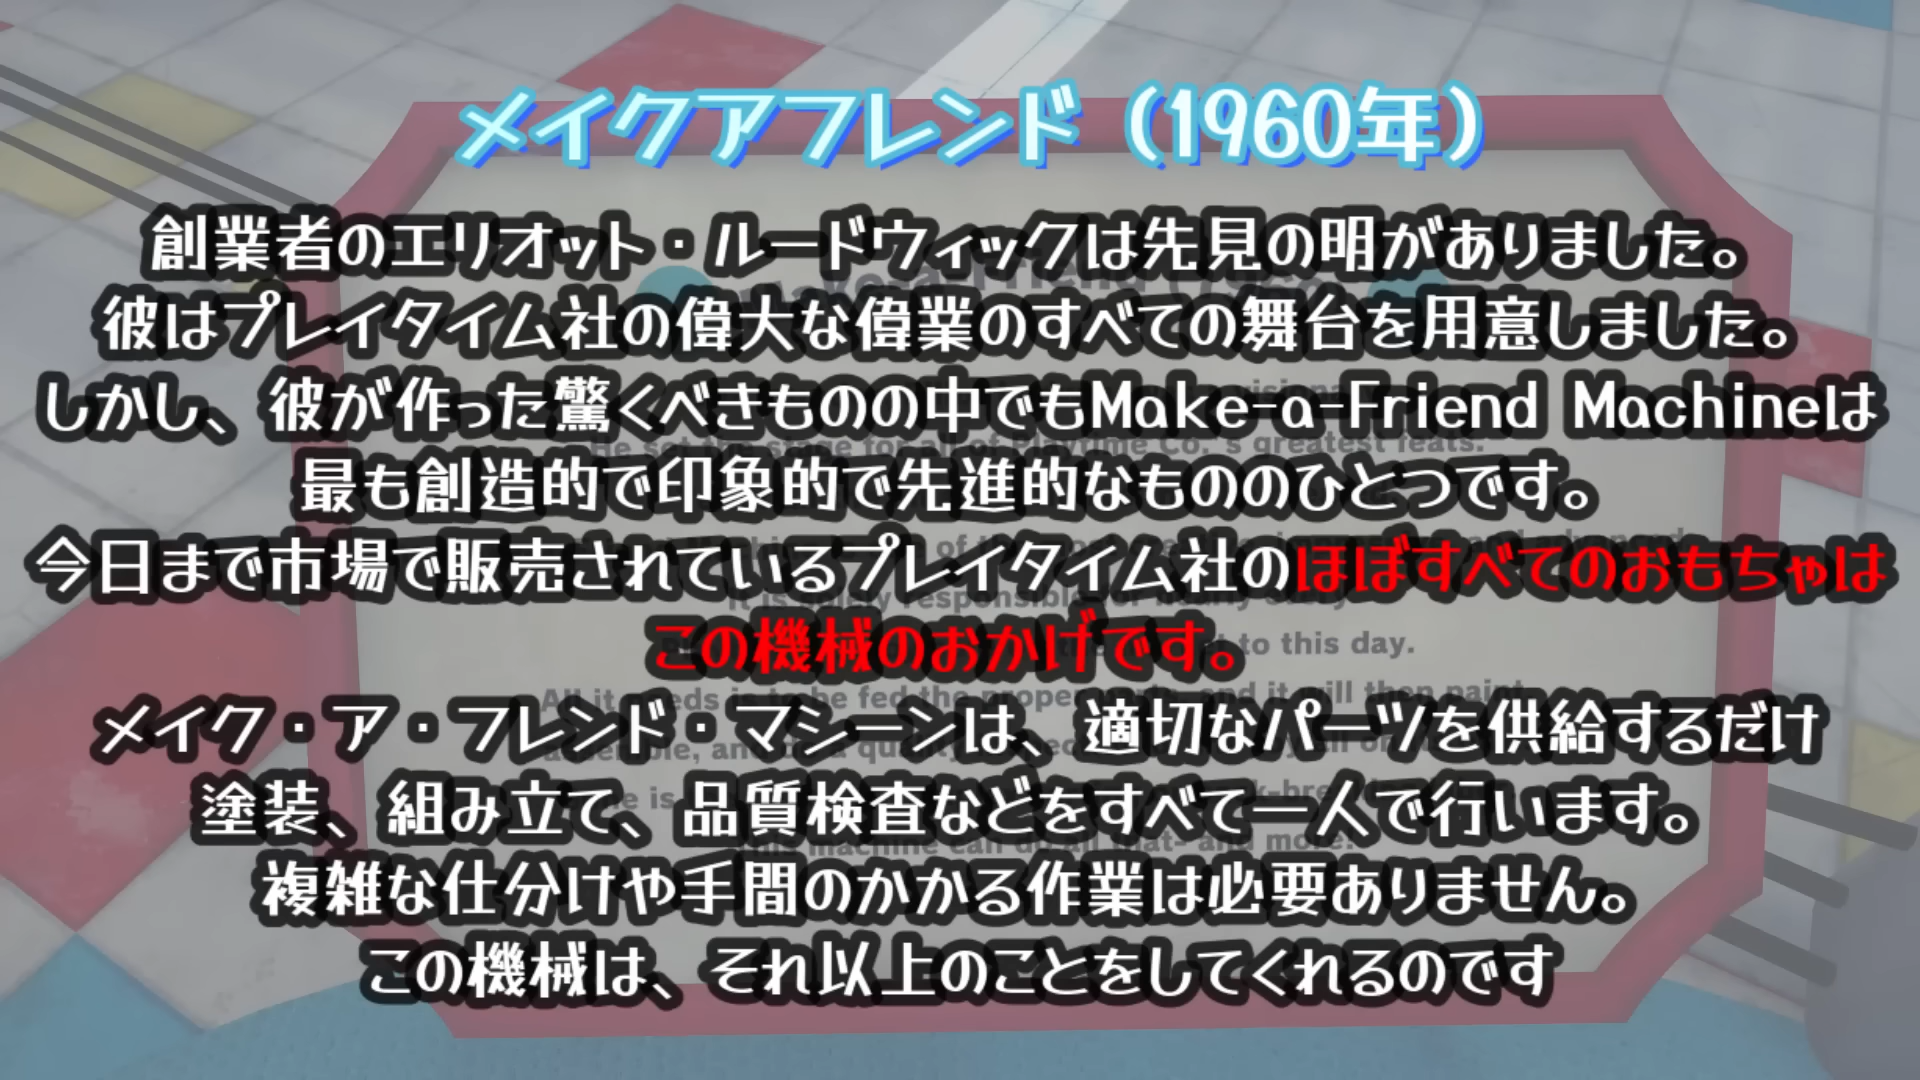 メイクアフレンド（1960年）
創業者のエリオット・ルードウィックは先見の明がありました。
彼はプレイタイム社の偉大な偉業のすべての舞台を用意しました。
しかし、彼が作った驚くべきものの中でもMake-a-Friend Machineは
最も創造的で印象的で先進的なもののひとつです。
今日まで市場で販売されているプレイタイム社のほぼすべてのおもちゃは
この機械のおかげです。
to this day.
メイク・ア・フレンド・マシーンは、適切なパーツを供給するだけ
塗装、組み立て、品質検査などをすべて一人で行います。
複雑な仕分けや手間のかかる作業は必要ありません。
この機械は、それ以上のことをしてくれるのです